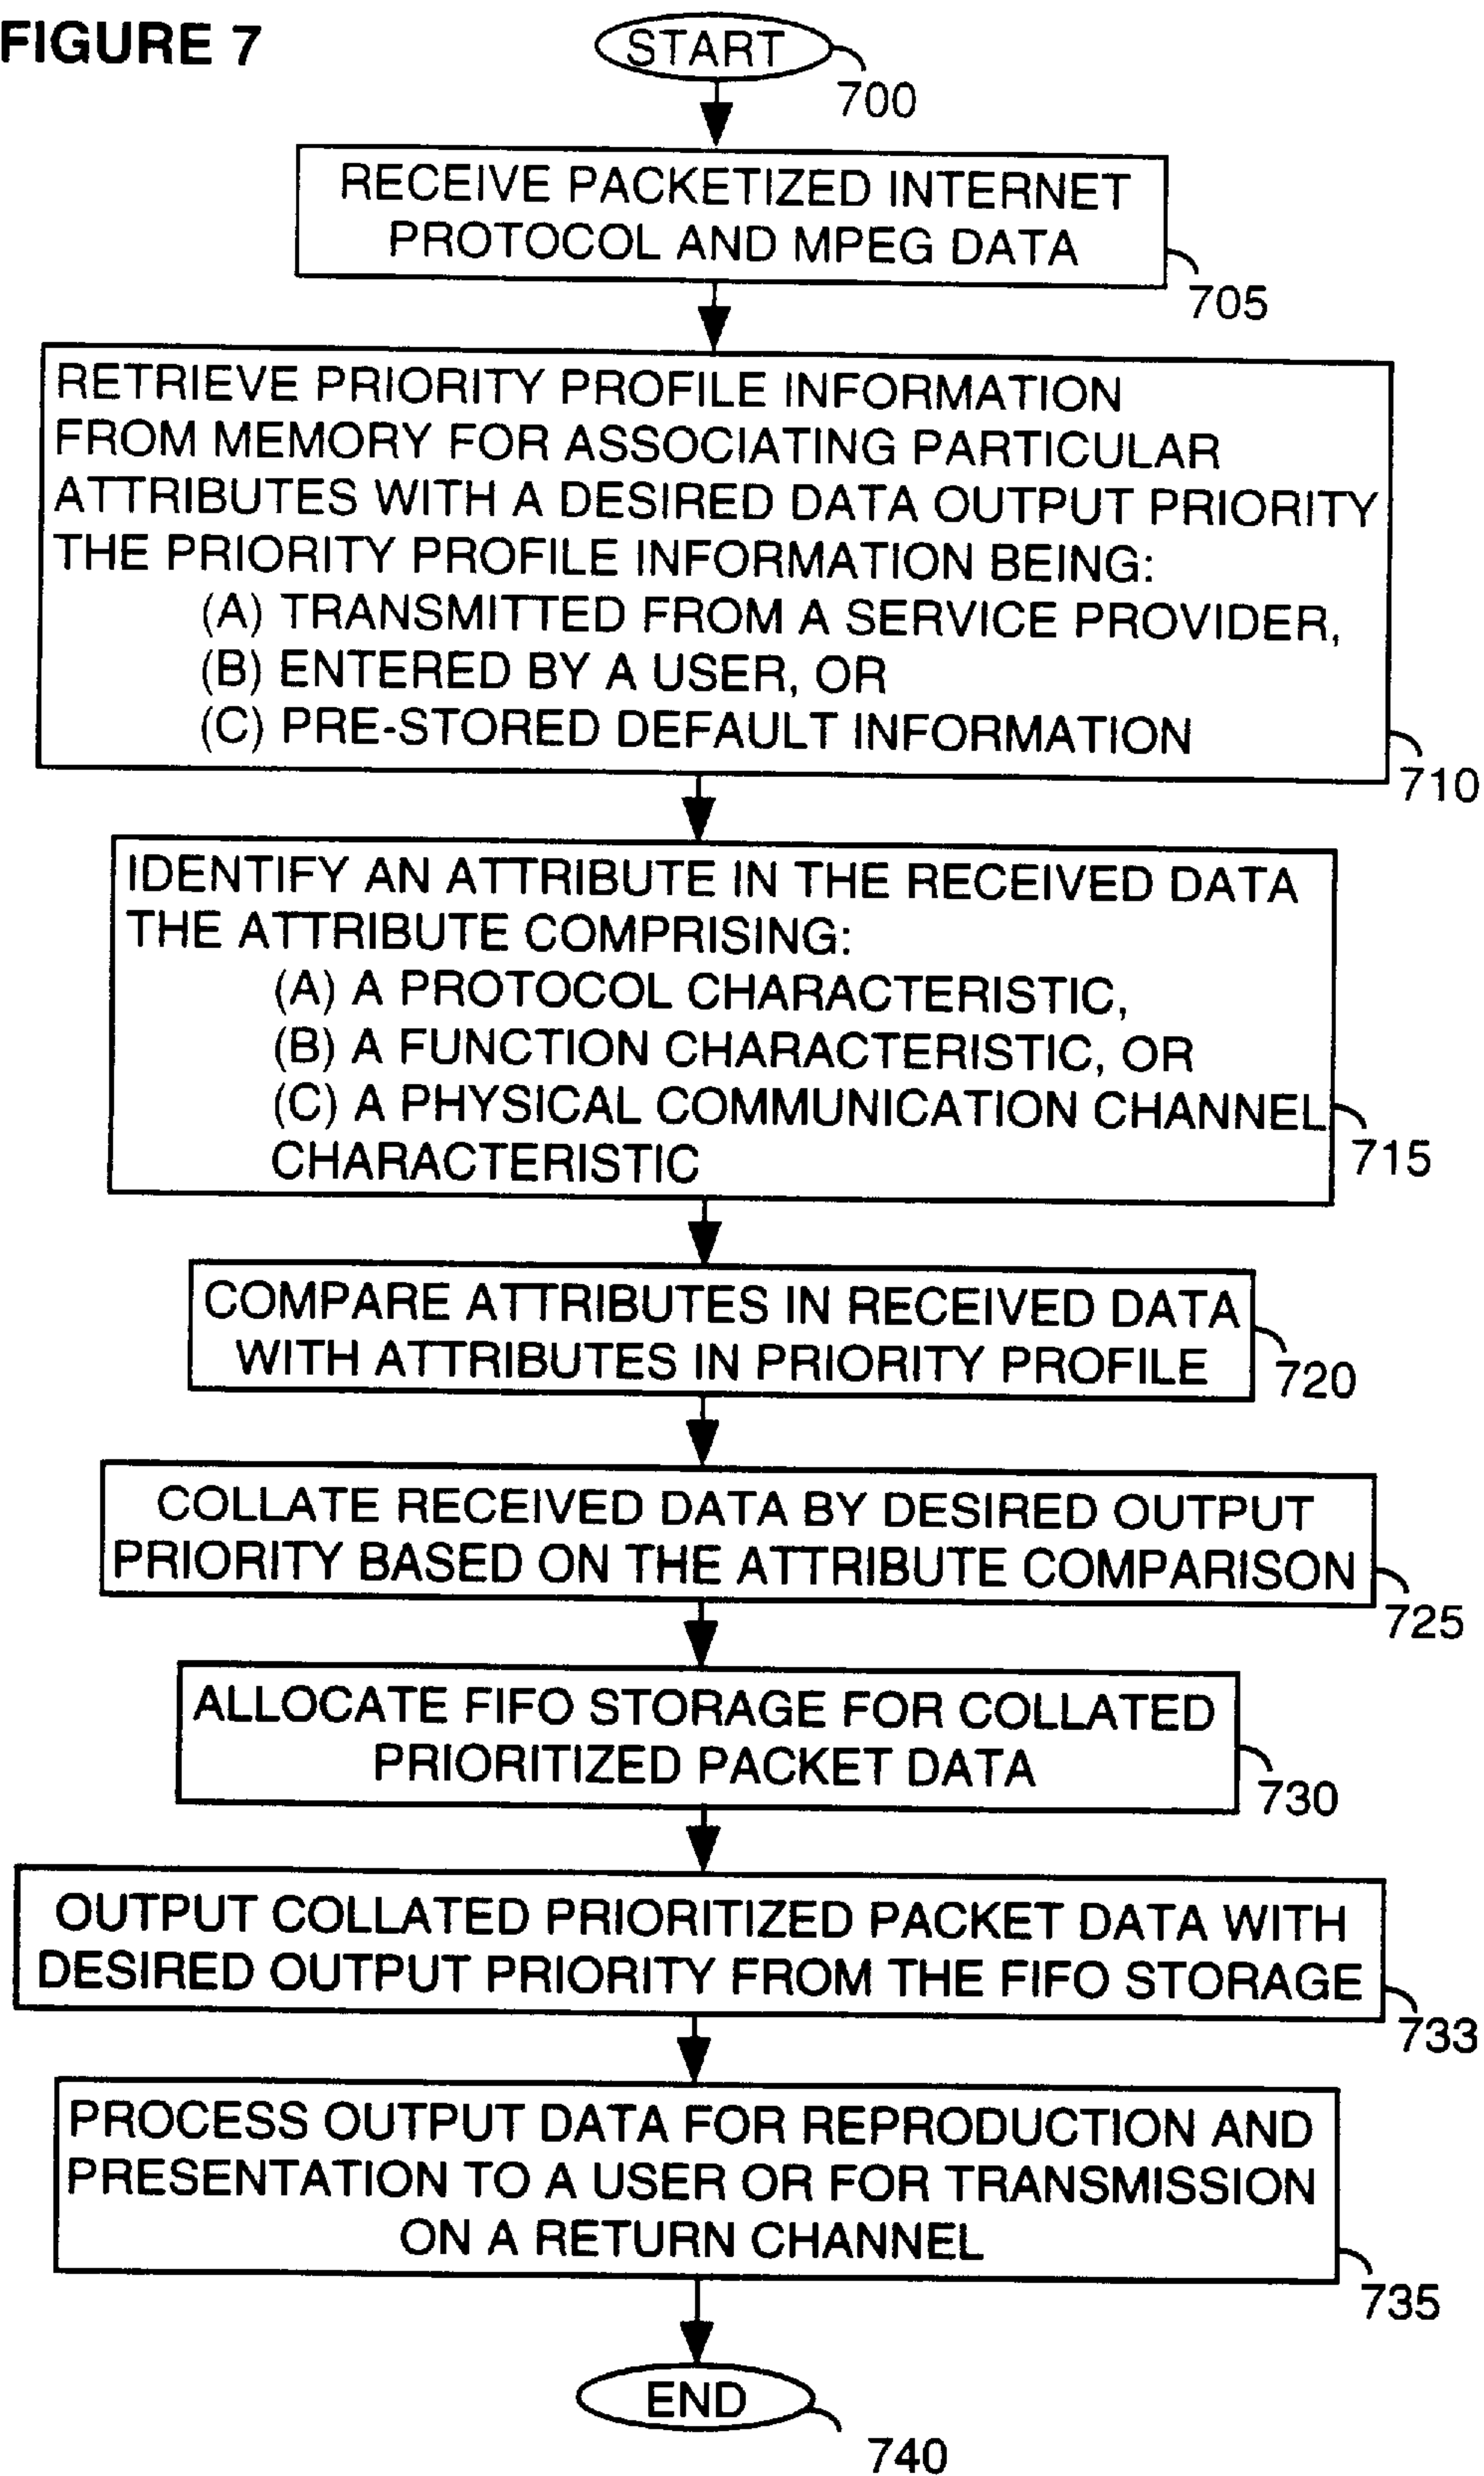 FIGURE 7
START
700
RECEIVE PACKETIZED INTERNET
PROTOCOL AND MPEG DATA
705
RETRIEVE PRIORITY PROFILE INFORMATION
FROM MEMORY FOR ASSOCIATING PARTICULAR
ATTRIBUTES WITH A DESIRED DATA OUTPUT PRIORITY
THE PRIORITY PROFILE INFORMATION BEING:
(A) TRANSMITTED FROM A SERVICE PROVIDER,
(B) ENTERED BY A USER, OR
(C) PRE-STORED DEFAULT INFORMATION
710
IDENTIFY AN ATTRIBUTE IN THE RECEIVED DATA
THE ATTRIBUTE COMPRISING:
(A) A PROTOCOL CHARACTERISTIC,
(B) A FUNCTION CHARACTERISTIC, OR
(C) A PHYSICAL COMMUNICATION CHANNEL
CHARACTERISTIC
715
COMPARE ATTRIBUTES IN RECEIVED DATA
WITH ATTRIBUTES IN PRIORITY PROFILE
720
COLLATE RECEIVED DATA BY DESIRED OUTPUT
PRIORITY BASED ON THE ATTRIBUTE COMPARISON
725
ALLOCATE FIFO STORAGE FOR COLLATED
PRIORITIZED PACKET DATA
730
OUTPUT COLLATED PRIORITIZED PACKET DATA WITH
DESIRED OUTPUT PRIORITY FROM THE FIFO STORAGE
733
PROCESS OUTPUT DATA FOR REPRODUCTION AND
PRESENTATION TO A USER OR FOR TRANSMISSION
ON A RETURN CHANNEL
735
END
740